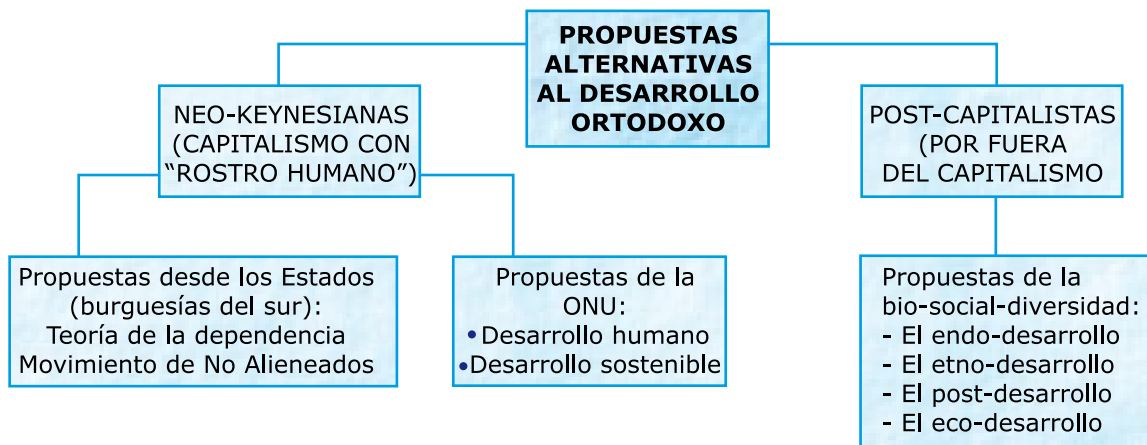 PROPUESTAS
ALTERNATIVAS
AL DESARROLLO
ORTODOXO
NEO-KEYNESIANAS
(CAPITALISMO CON
“ROSTRO HUMANO”)
POST-CAPITALISTAS
(POR FUERA
DEL CAPITALISMO
Propuestas desde los Estados
(burguesías del sur):
Teoría de la dependencia
Movimiento de No Alieneados
Propuestas de la
ONU:
• Desarrollo humano
• Desarrollo sostenible
Propuestas de la
bio-social-diversidad:
- El endo-desarrollo
- El etno-desarrollo
- El post-desarrollo
- El eco-desarrollo